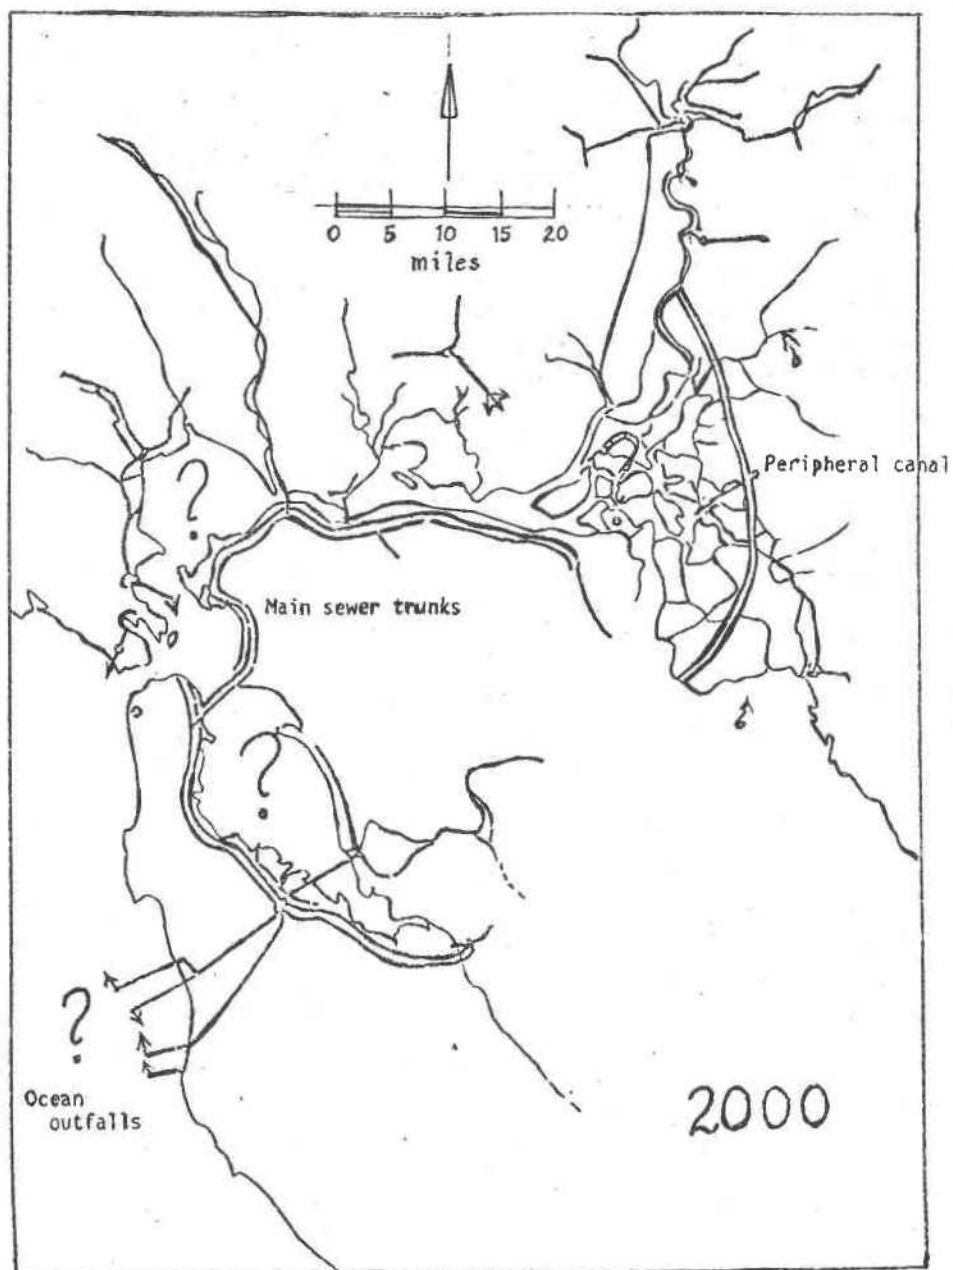 0 5 10 15 20
miles
Peripheral canal
?
Main sewer trunks
?
?
Ocean
outfalls
2000